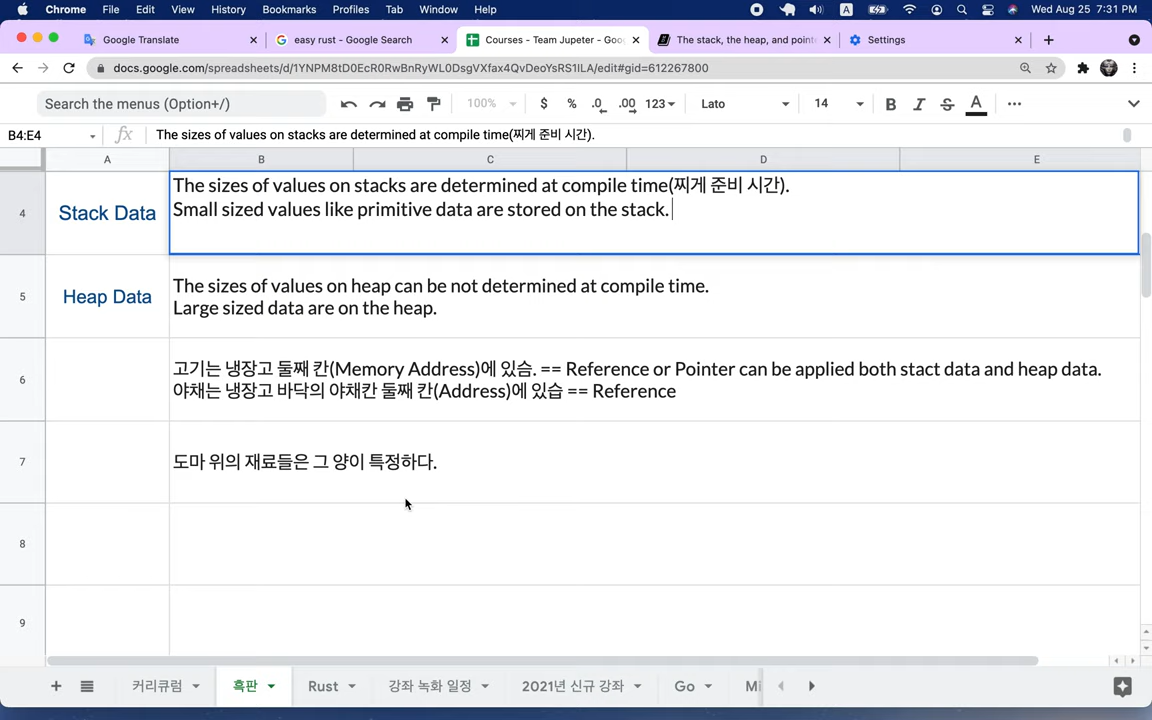 Chrome File Edit View History Bookmarks Profiles Tab Window Help A Wed Aug 25 7:31 PM
Google Translate easy rust - Google Search Courses - Team Jupeter - Goo The stack, the heap, and point Settings
docs.google.com/spreadsheets/d/1YNPM8tD0EcR0RwBnRyWL0DsgVXfax4QvDeoYsRS1ILA/edit#gid=612267800
Search the menus (Option+/) 100% $ % .0 .00 123 Lato 14 B I S A
B4:E4 fx The sizes of values on stacks are determined at compile time(찌게 준비 시간).
A B C D E
4 Stack Data
The sizes of values on stacks are determined at compile time(찌게 준비 시간).
Small sized values like primitive data are stored on the stack.
5 Heap Data
The sizes of values on heap can be not determined at compile time.
Large sized data are on the heap.
6
고기는 냉장고 둘째 칸(Memory Address)에 있슴. == Reference or Pointer can be applied both stact data and heap data.
야채는 냉장고 바닥의 야채칸 둘째 칸(Address)에 있습 == Reference
7 도마 위의 재료들은 그 양이 특정하다.
8
9
커리큐럼 흑판 Rust 강좌 녹화 일정 2021년 신규 강좌 Go Mi